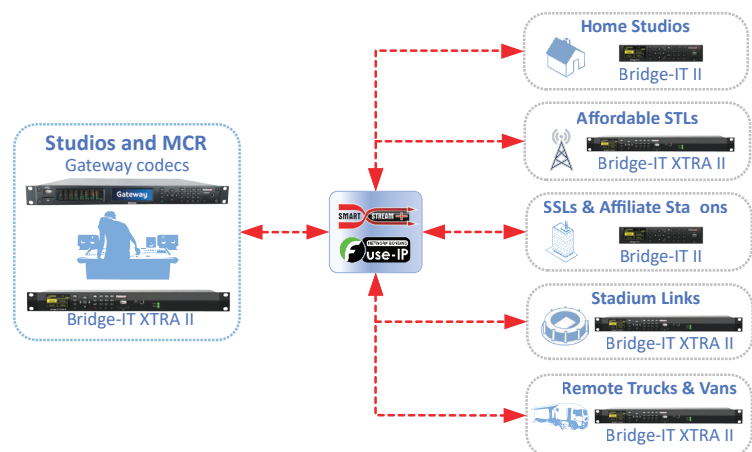 Studios and MCR
Gateway codecs
Gateway
Bridge-IT XTRA II
SMART STREAM +
NETWORK BONDING
Fuse-IP
Home Studios
Bridge-IT II
Affordable STLs
Bridge-IT XTRA II
SSLs & Affiliate Sta ons
Bridge-IT II
Stadium Links
Bridge-IT XTRA II
Remote Trucks & Vans
Bridge-IT XTRA II